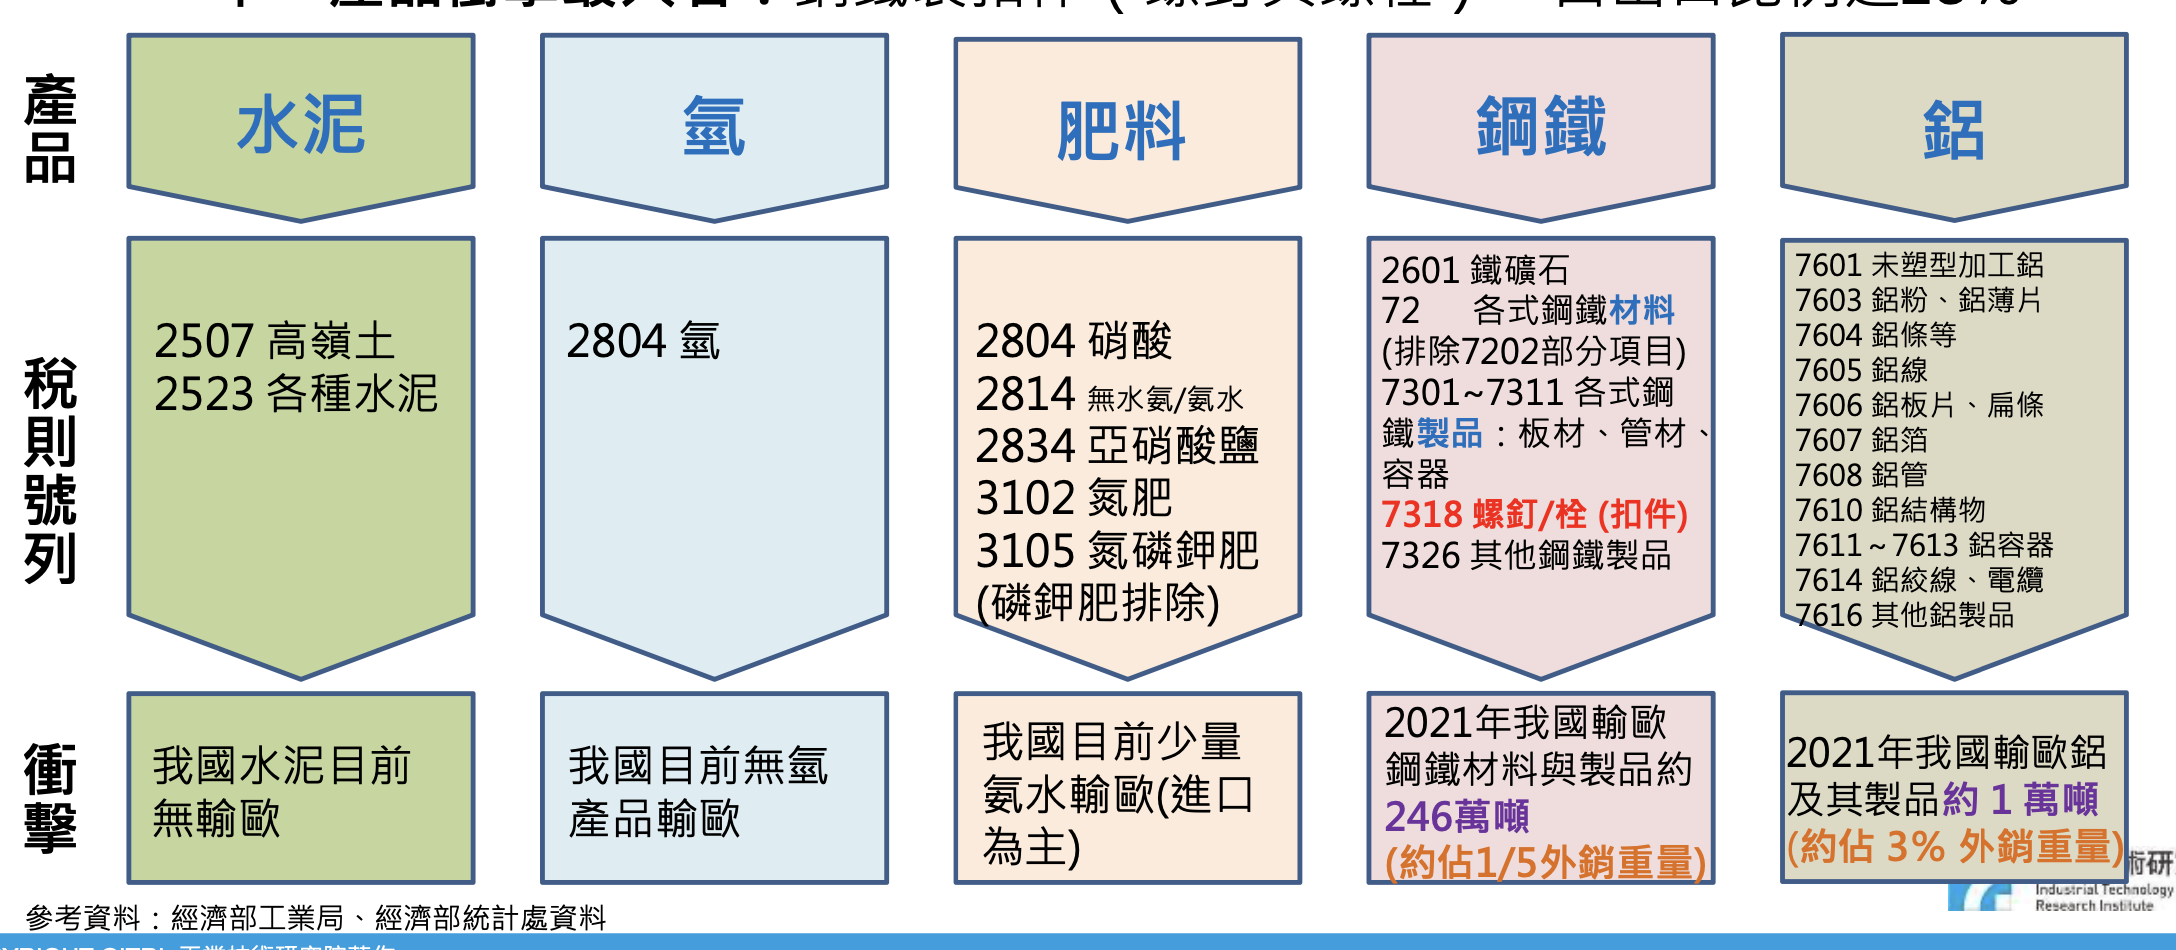 產品
水泥
氫
肥料
鋼鐵
鋁
稅則號列
2507 高嶺土
2523 各種水泥
2804 氫
2804 硝酸
2814 無水氨/氨水
2834 亞硝酸鹽
3102 氮肥
3105 氮磷鉀肥
(磷鉀肥排除)
2601 鐵礦石
72 各式鋼鐵材料
(排除7202部分項目)
7301~7311 各式鋼
鐵製品：板材、管材、
容器
7318 螺釘/栓 (扣件)
7326 其他鋼鐵製品
7601 未塑型加工鋁
7603 鋁粉、鋁薄片
7604 鋁條等
7605 鋁線
7606 鋁板片、扁條
7607 鋁箔
7608 鋁管
7610 鋁結構物
7611~7613 鋁容器
7614 鋁絞線、電纜
7616 其他鋁製品
衝擊
我國水泥目前
無輸歐
我國目前無氫
產品輸歐
我國目前少量
氨水輸歐(進口
為主)
2021年我國輸歐
鋼鐵材料與製品約
246萬噸
(約佔1/5外銷重量)
2021年我國輸歐鋁
及其製品約 1 萬噸
(約佔 3% 外銷重量)
術研
Industrial Technology
Research Institute
參考資料：經濟部工業局、經濟部統計處資料